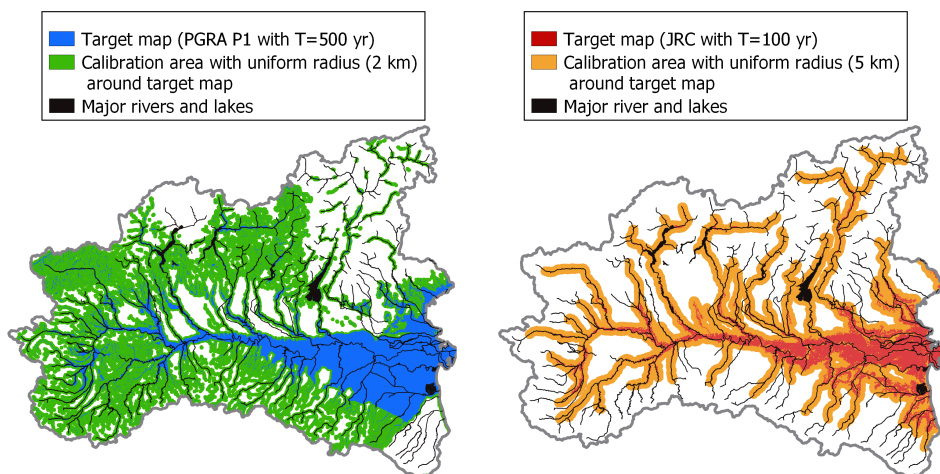 Target map (PGRA P1 with T=500 yr)
Calibration area with uniform radius (2 km)
around target map
Major rivers and lakes
Target map (JRC with T=100 yr)
Calibration area with uniform radius (5 km)
around target map
Major river and lakes